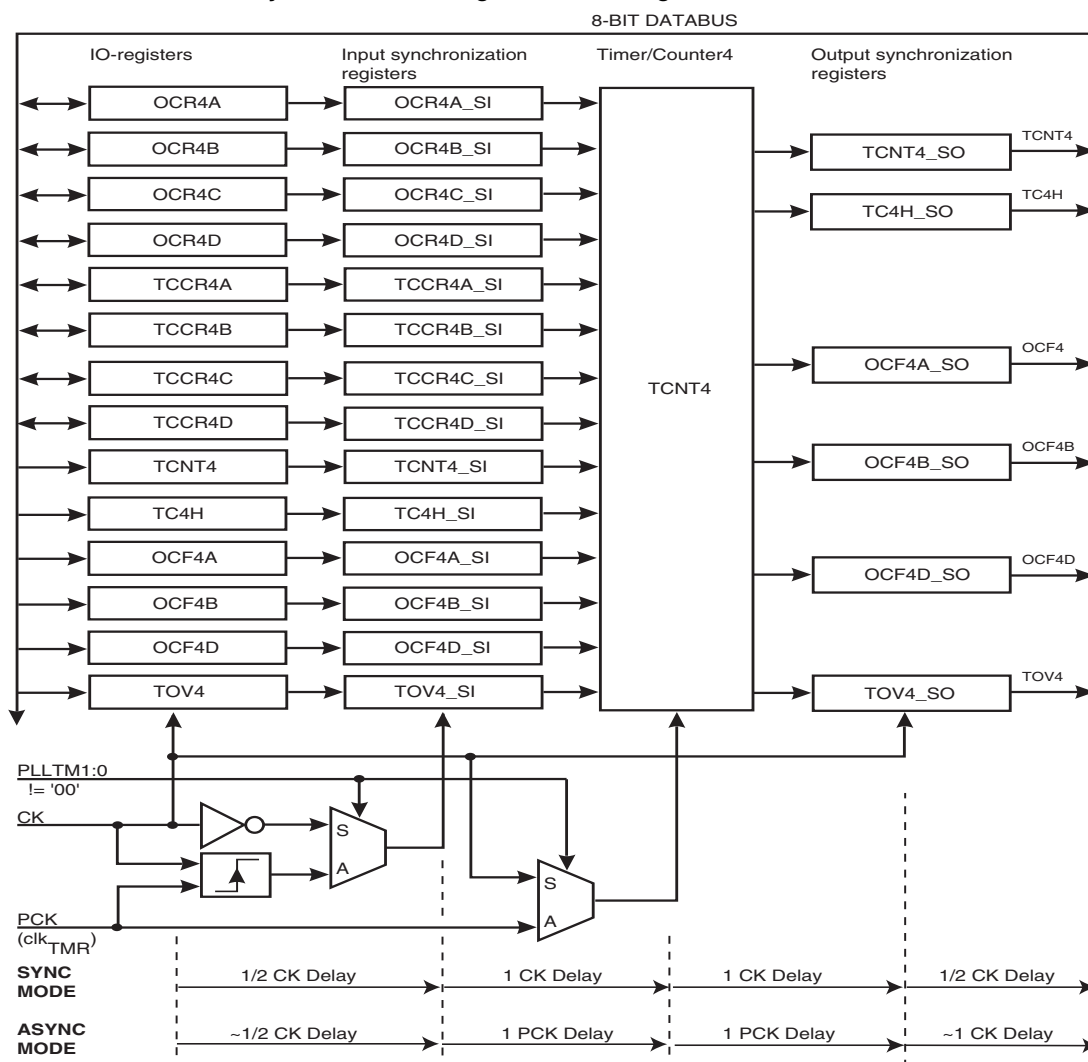 8-BIT DATABUS
IO-registers
Input synchronization
registers
Timer/Counter4
Output synchronization
registers
OCR4A
OCR4A_SI
OCR4B
OCR4B_SI
TCNT4_SO
TCNT4
OCR4C
OCR4C_SI
TC4H_SO
TC4H
OCR4D
OCR4D_SI
TCCR4A
TCCR4A_SI
TCCR4B
TCCR4B_SI
TCCR4C
TCCR4C_SI
TCNT4
OCF4A_SO
OCF4
TCCR4D
TCCR4D_SI
TCNT4
TCNT4_SI
OCF4B_SO
OCF4B
TC4H
TC4H_SI
OCF4A
OCF4A_SI
OCF4D_SO
OCF4D
OCF4B
OCF4B_SI
OCF4D
OCF4D_SI
TOV4
TOV4_SI
TOV4_SO
TOV4
PLLTM1:0
!= '00'
CK
S
A
S
A
PCK
(clkTMR)
SYNC
MODE
1/2 CK Delay
1 CK Delay
1 CK Delay
1/2 CK Delay
ASYNC
MODE
~1/2 CK Delay
1 PCK Delay
1 PCK Delay
~1 CK Delay